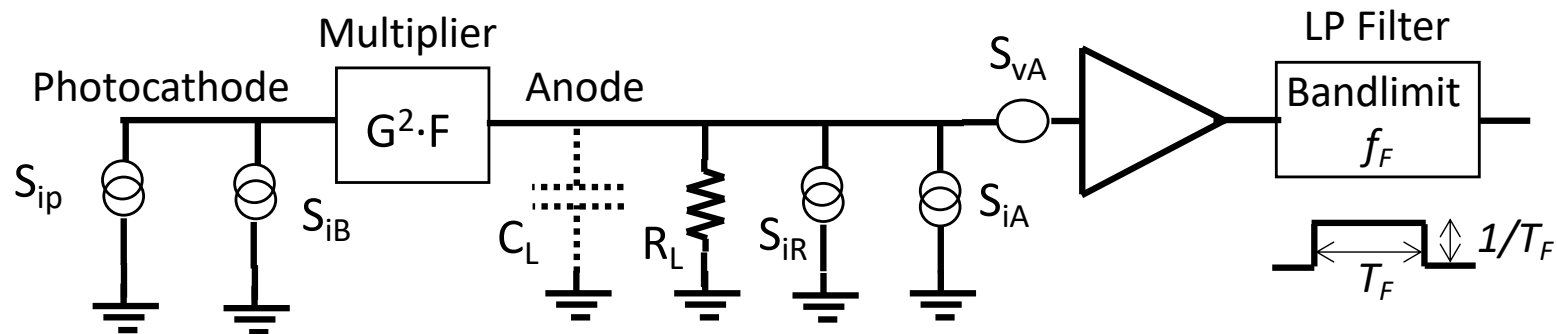 Multiplier
LP Filter
Photocathode
Anode
S_vA
G²·F
Bandlimit
f_F
S_ip
S_iB
C_L
R_L
S_iR
S_iA
1/T_F
T_F